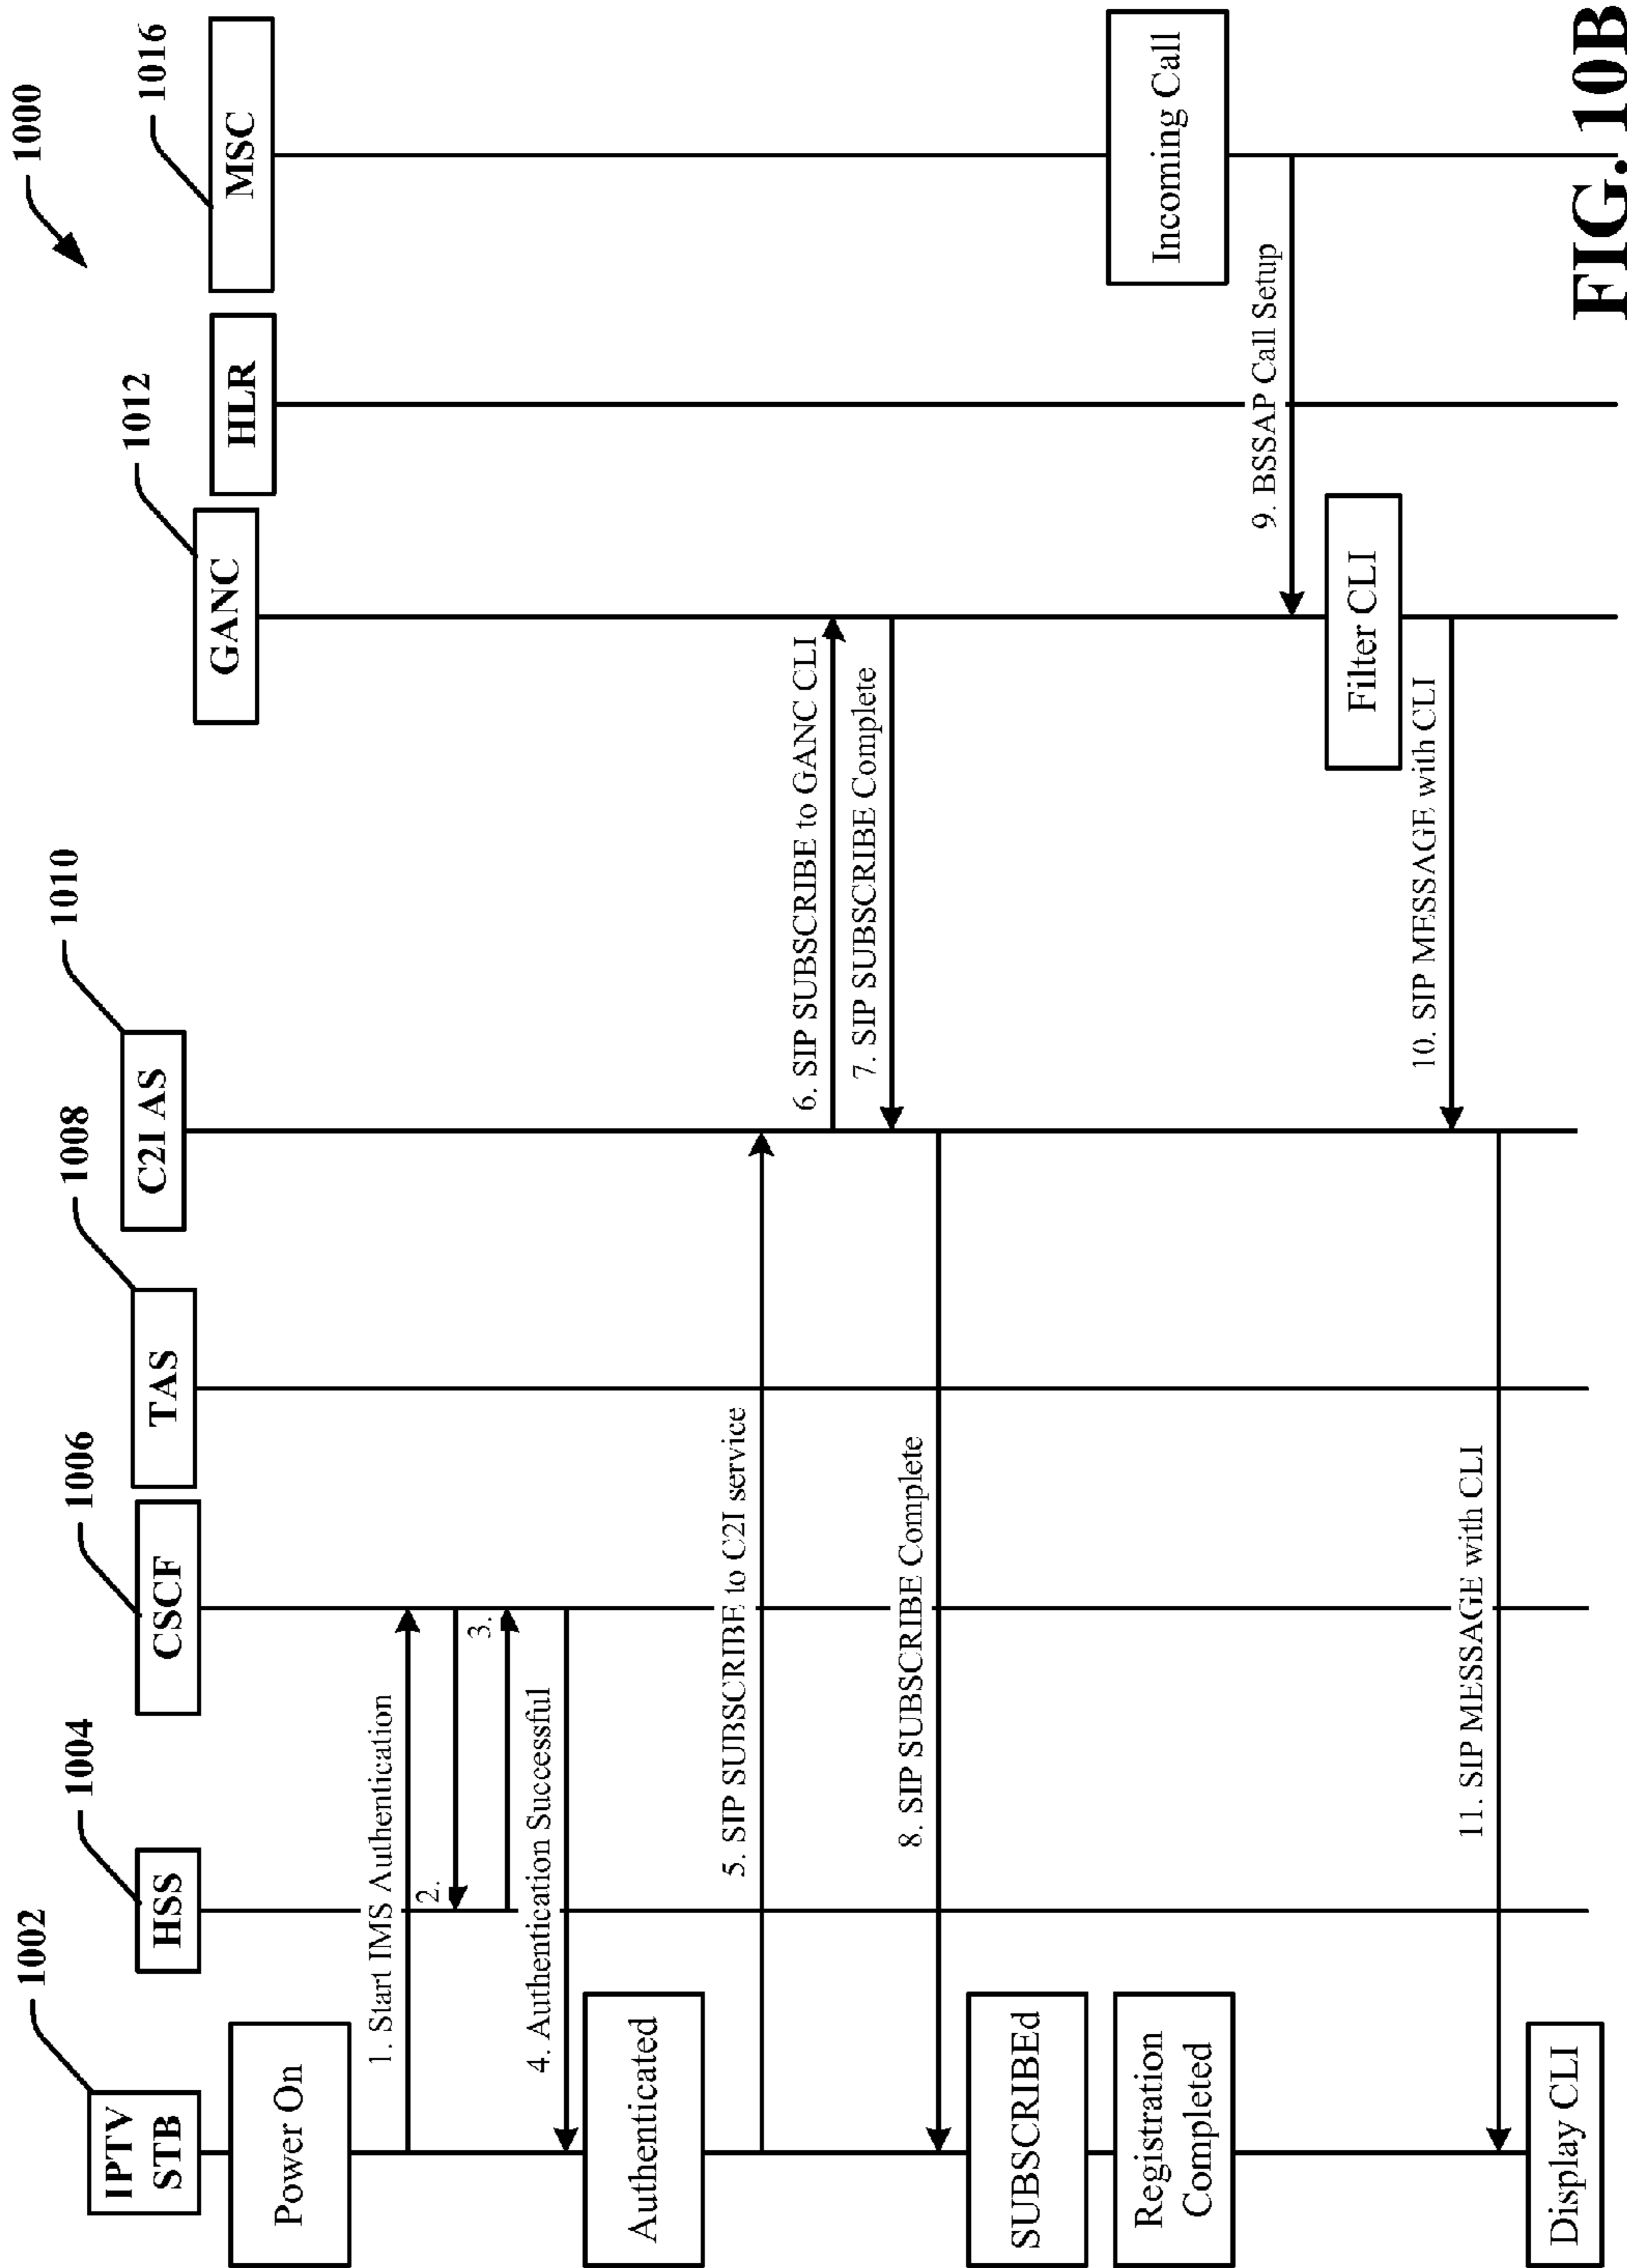 1000
1002
1004
1006
1008
1010
1012
1016
IPTV
STB
HSS
CSCF
TAS
C2I AS
GANC
HLR
MSC
Power On
1. Start IMS Authentication
2.
3.
4. Authentication Successful
Authenticated
5. SIP SUBSCRIBE to C2I service
6. SIP SUBSCRIBE to GANC CLI
7. SIP SUBSCRIBE Complete
8. SIP SUBSCRIBE Complete
SUBSCRIBEd
Registration
Completed
Incoming Call
9. BSSAP Call Setup
Filter CLI
10. SIP MESSAGE with CLI
11. SIP MESSAGE with CLI
Display CLI
FIG. 10B